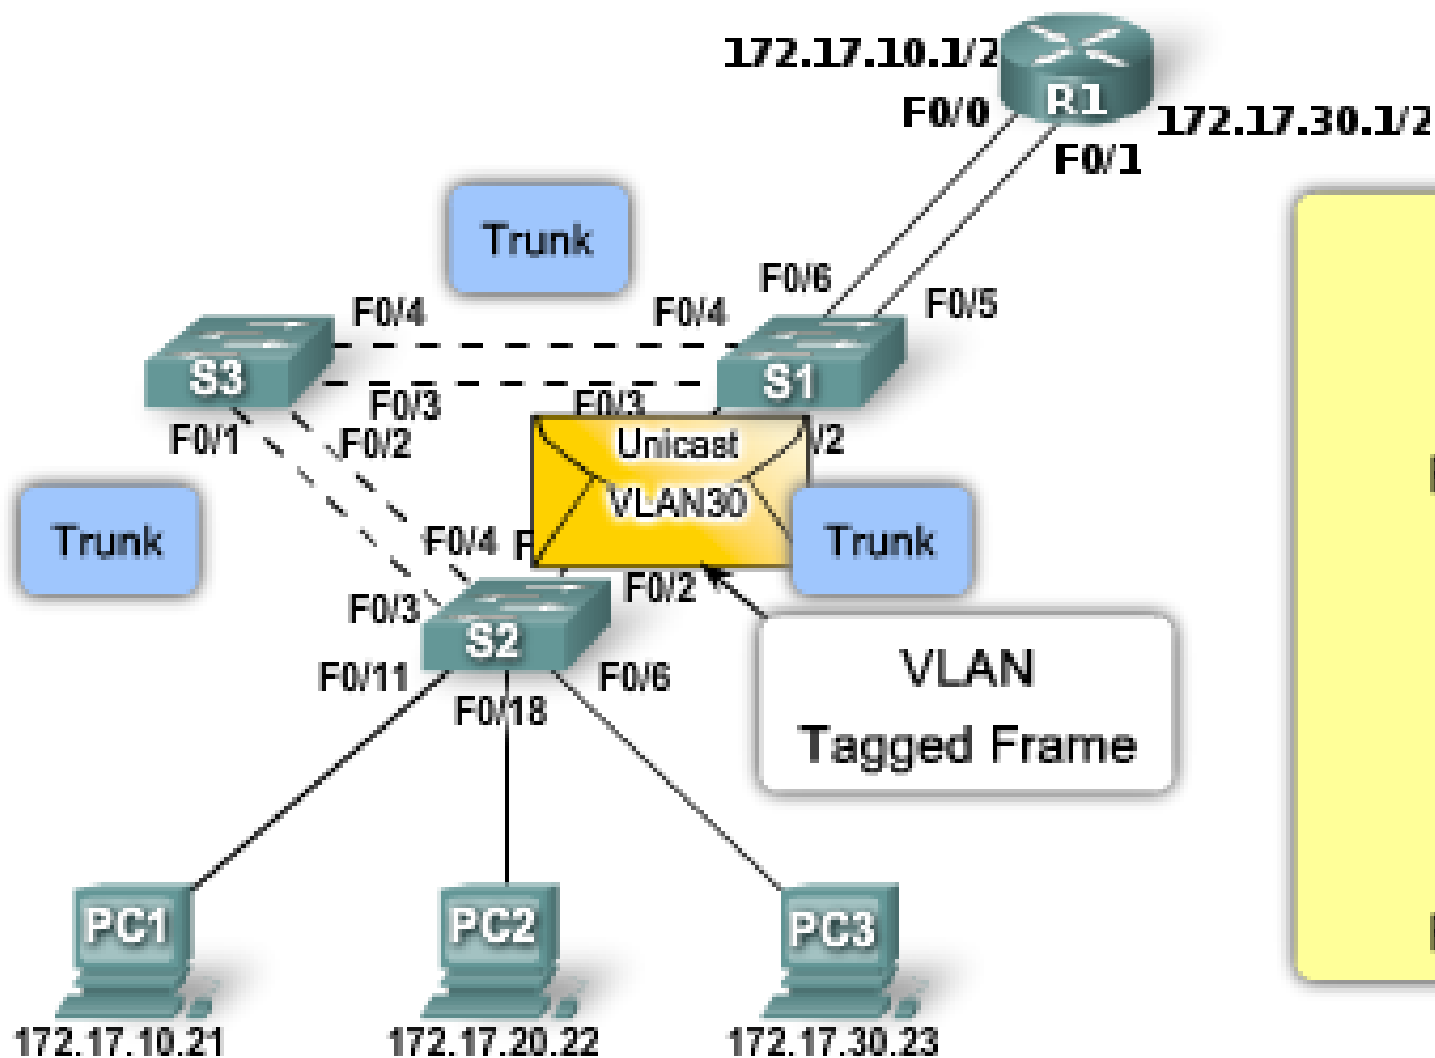 172.17.10.1/2
R1
F0/0
172.17.30.1/2
F0/1
Trunk
F0/6
F0/5
F0/4
F0/4
S3
S1
F0/3
F0/3
F0/1
F0/2
/2
Unicast
VLAN30
Trunk
Trunk
F0/4
F
F0/2
F0/3
S2
F0/11
F0/6
F0/18
VLAN
Tagged Frame
PC1
PC2
PC3
172.17.10.21
172.17.20.22
172.17.30.23